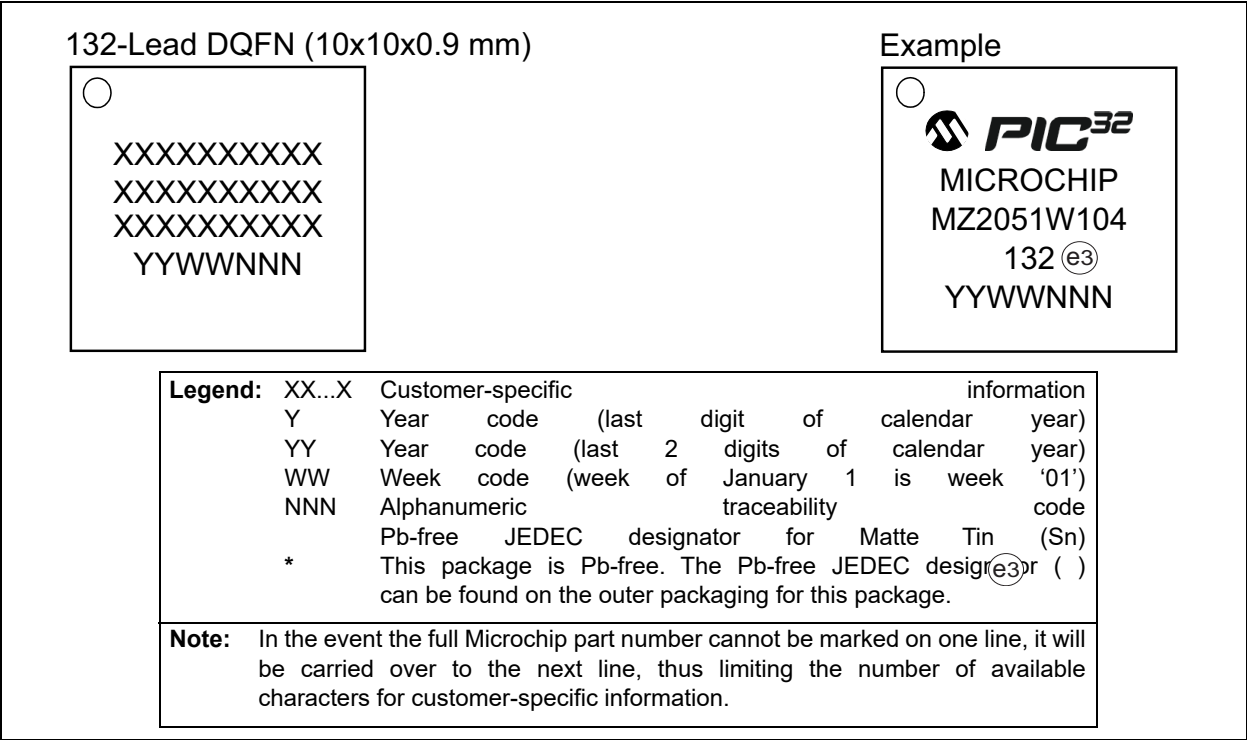 132-Lead DQFN (10x10x0.9 mm)
XXXXXXXXXX
XXXXXXXXXX
XXXXXXXXXX
YYWWNNN
Example
PIC32
MICROCHIP
MZ2051W104
132 e3
YYWWNNN
Legend: XX...X Customer-specific information
Y Year code (last digit of calendar year)
YY Year code (last 2 digits of calendar year)
WW Week code (week of January 1 is week ‘01’)
NNN Alphanumeric traceability code
Pb-free JEDEC designator for Matte Tin (Sn)
* This package is Pb-free. The Pb-free JEDEC e3 ( )
can be found on the outer packaging for this package.
Note: In the event the full Microchip part number cannot be marked on one line, it will
be carried over to the next line, thus limiting the number of available
characters for customer-specific information.